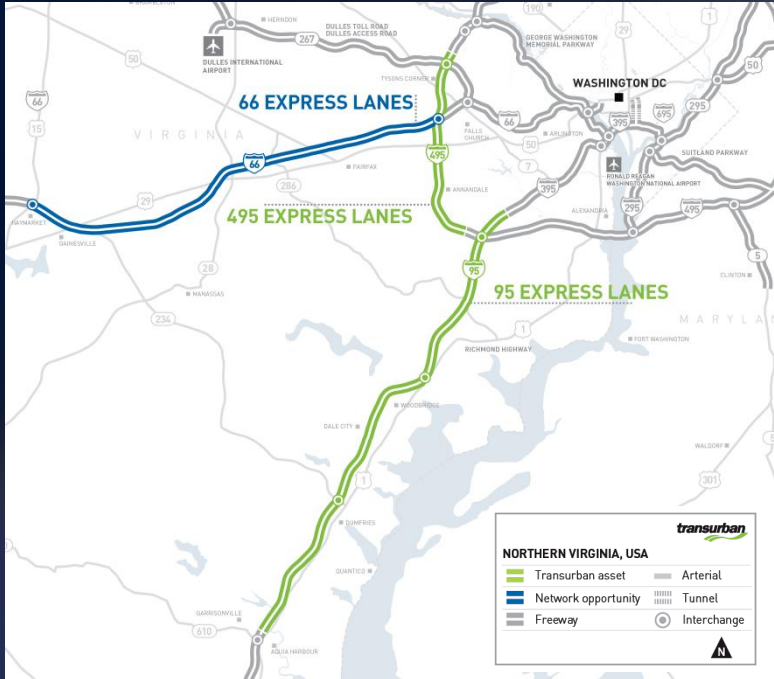 BRAMBLETON
HERNDON
DULLES TOLL ROAD
DULLES ACCESS ROAD
190
1
29
267
GEORGE WASHINGTON
MEMORIAL PARKWAY
50
DULLES INTERNATIONAL
AIRPORT
TYSONS CORNER
50
WASHINGTON DC
66
66 EXPRESS LANES
295
15
VIRGINIA
395
695
FALLS
CHURCH
66
ARLINGTON
50
SUITLAND PARKWAY
495
7
66
FAIRFAX
RONALD REAGAN
WASHINGTON NATIONAL AIRPORT
286
29
ANNANDALE
395
HAYMARKET
495 EXPRESS LANES
ALEXANDRIA
295
495
GAINESVILLE
5
28
95
CLINTON
MANASSAS
95 EXPRESS LANES
234
MARYLAN
1
FORT WASHINGTON
RICHMOND HIGHWAY
WOODBRIDGE
DALE CITY
WALDORF
1
301
DUMFRIES
transurban
NORTHERN VIRGINIA, USA
QUANTICO
Transurban asset
Arterial
Network opportunity
Tunnel
GARRISONVILLE
Freeway
Interchange
610
AQUIA HARBOUR
N